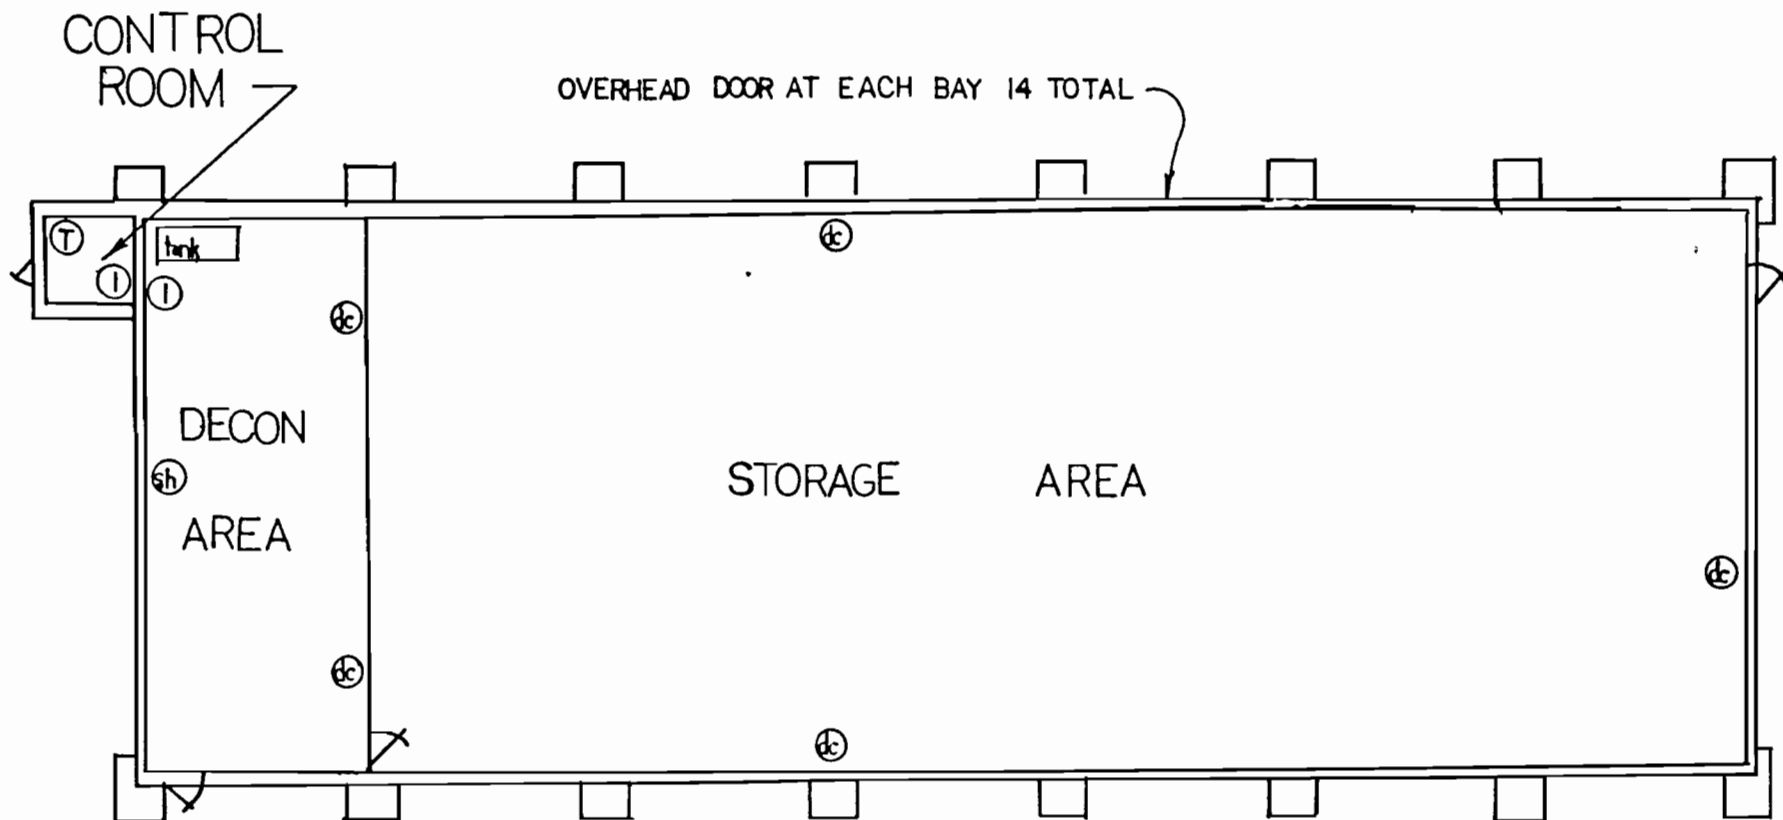 CONTROL
ROOM
OVERHEAD DOOR AT EACH BAY 14 TOTAL
T
tank
I
I
dc
dc
DECON
AREA
sh
STORAGE AREA
dc
dc
dc